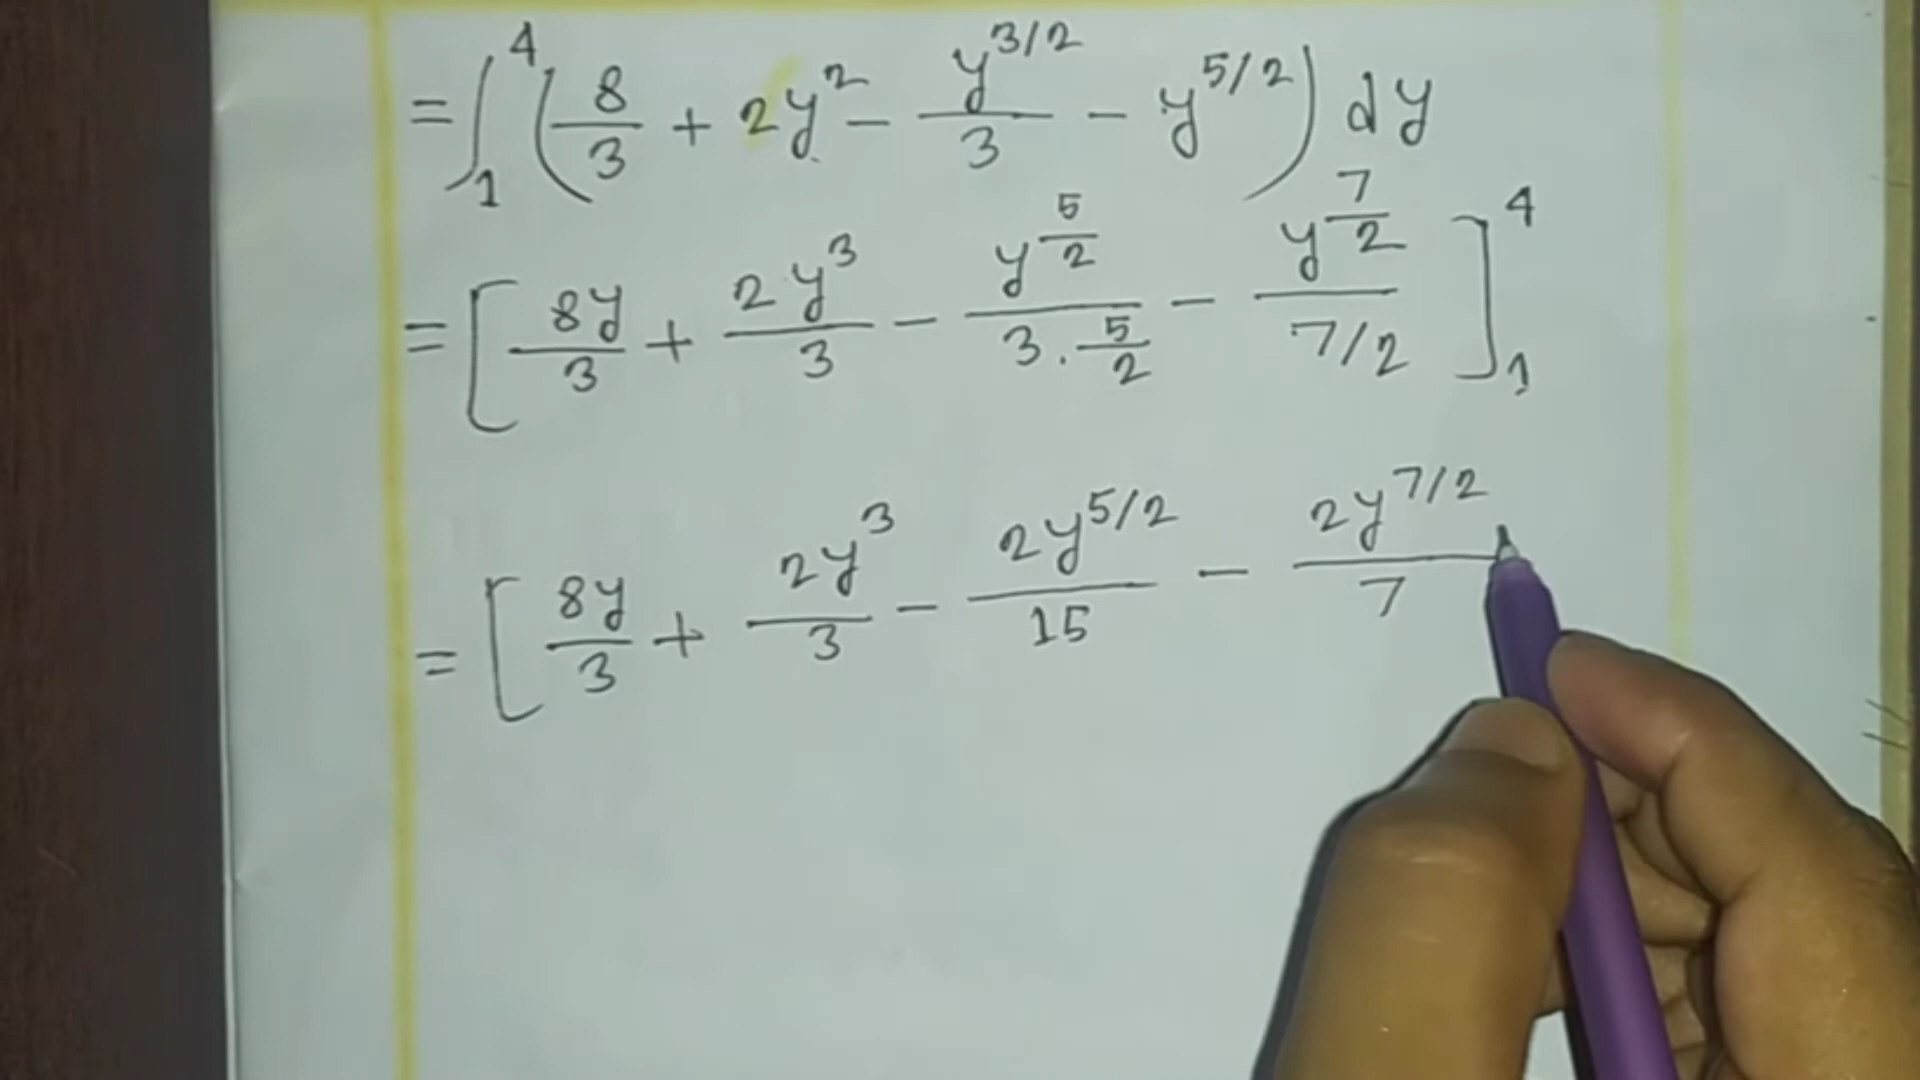 = ∫₁⁴ (8/3 + 2y² − y^{3/2}/3 − y^{5/2}) dy
= [8y/3 + 2y³/3 − y^{5/2}/(3·5/2) − y^{7/2}/(7/2)]₁⁴
= [8y/3 + 2y³/3 − 2y^{5/2}/15 − 2y^{7/2}/7